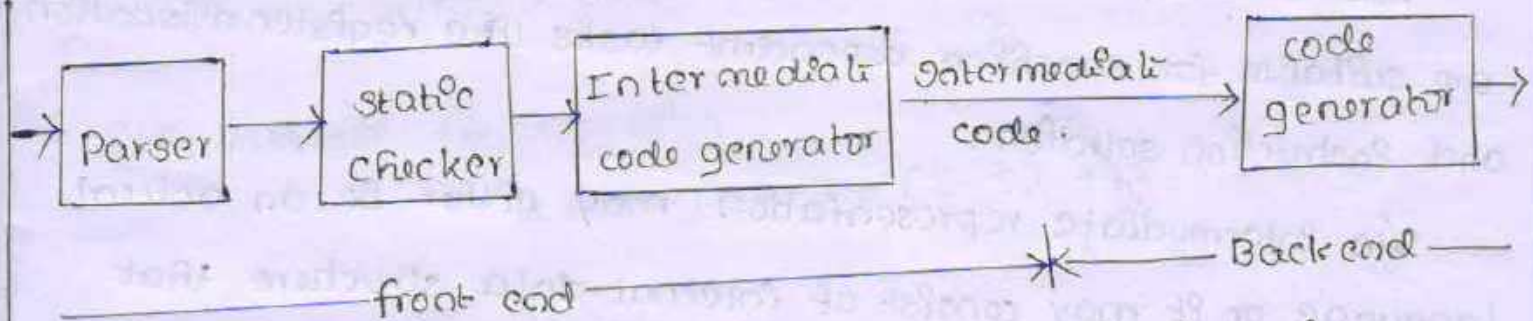 Parser
static
checker
Intermediate
code generator
Intermediate
code.
code
generator
front end
Back end